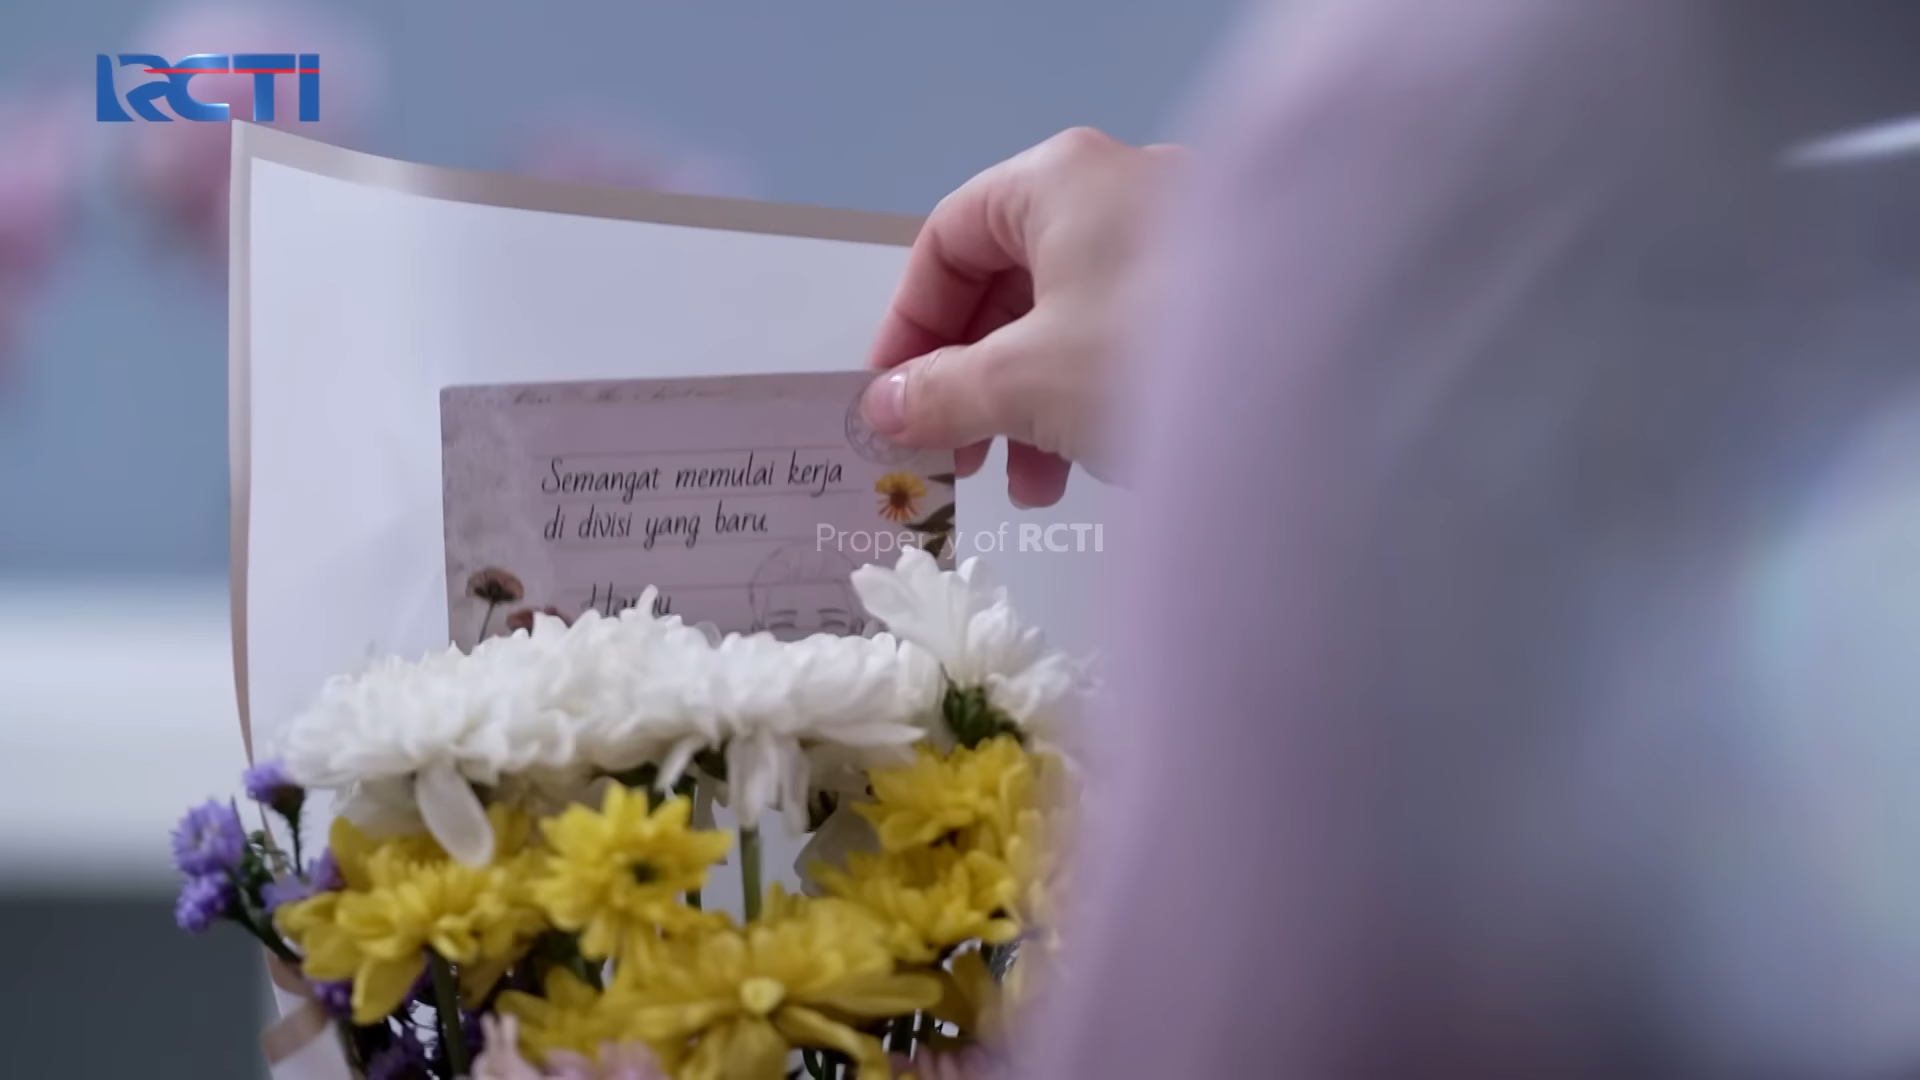 RCTI
Semangat memulai kerja
di divisi yang baru.
Property of RCTI